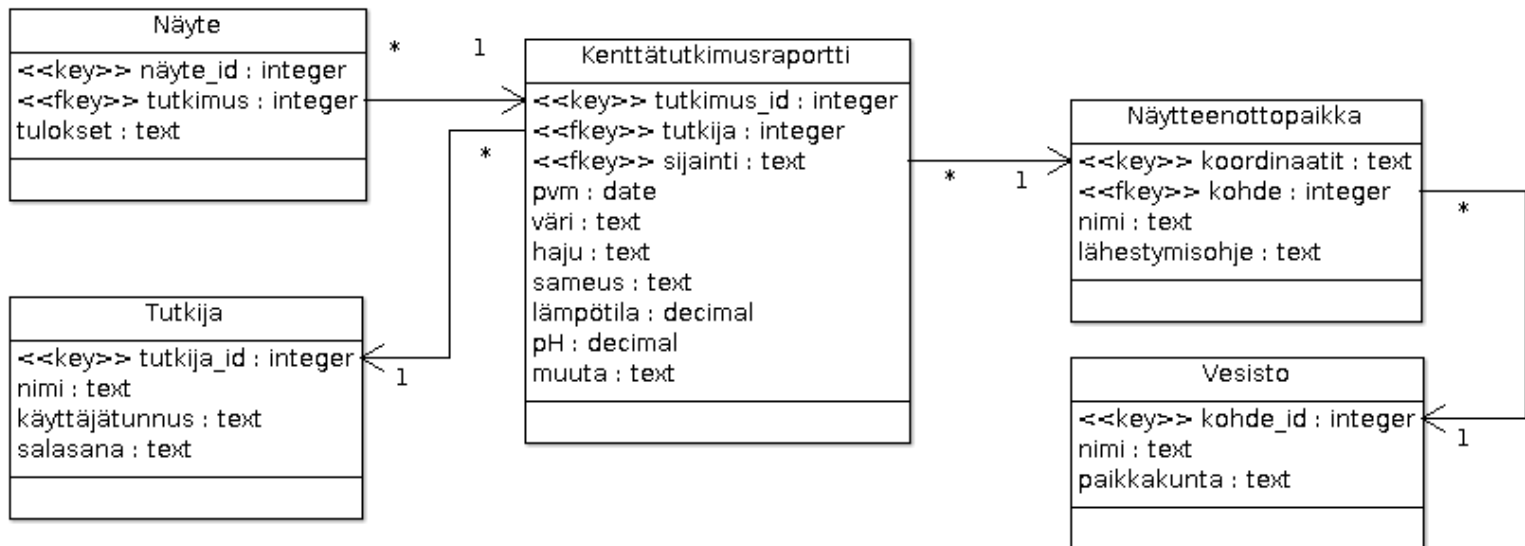 Näyte
<<key>> näyte_id : integer
<<fkey>> tutkimus : integer
tulokset : text
*
1
Kenttätutkimusraportti
<<key>> tutkimus_id : integer
<<fkey>> tutkija : integer
<<fkey>> sijainti : text
pvm : date
väri : text
haju : text
sameus : text
lämpötila : decimal
pH : decimal
muuta : text
*
1
Tutkija
<<key>> tutkija_id : integer
nimi : text
käyttäjätunnus : text
salasana : text
*
1
Näytteenottopaikka
<<key>> koordinaatit : text
<<fkey>> kohde : integer
nimi : text
lähestymisohje : text
*
1
Vesisto
<<key>> kohde_id : integer
nimi : text
paikkakunta : text